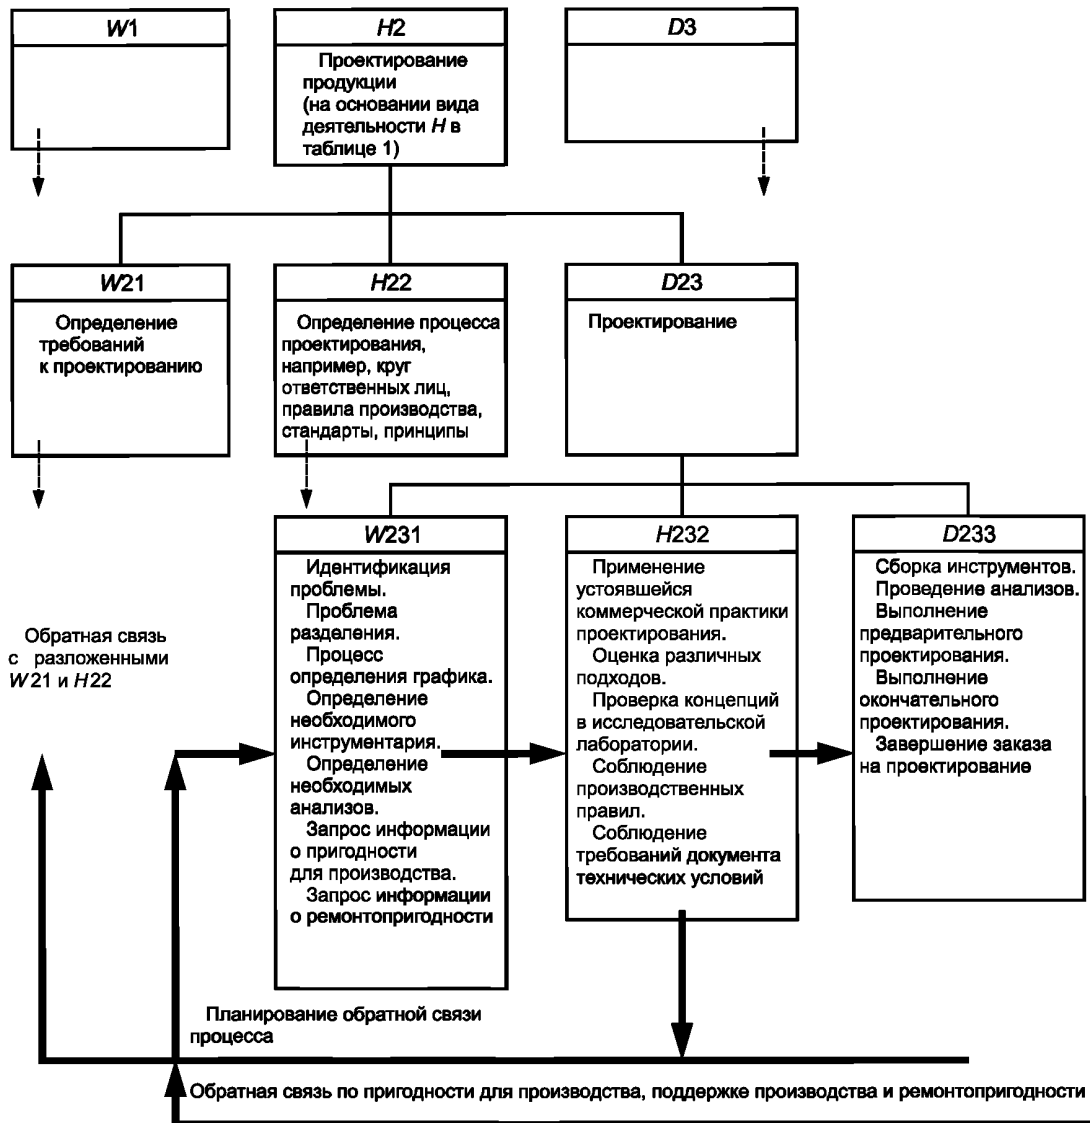 W1
H2
Проектирование
продукции
(на основании вида
деятельности H в
таблице 1)
D3
W21
Определение
требований
к проектированию
H22
Определение процесса
проектирования,
например, круг
ответственных лиц,
правила производства,
стандарты, принципы
D23
Проектирование
W231
Идентификация
проблемы.
Проблема
разделения.
Процесс
определения графика.
Определение
необходимого
инструментария.
Определение
необходимых
анализов.
Запрос информации
о пригодности
для производства.
Запрос информации
о ремонтопригодности
H232
Применение
устоявшейся
коммерческой практики
проектирования.
Оценка различных
подходов.
Проверка концепций
в исследовательской
лаборатории.
Соблюдение
производственных
правил.
Соблюдение
требований документа
технических условий
D233
Сборка инструментов.
Проведение анализов.
Выполнение
предварительного
проектирования.
Выполнение
окончательного
проектирования.
Завершение заказа
на проектирование
Обратная связь
с разложенными
W21 и H22
Планирование обратной связи
процесса
Обратная связь по пригодности для производства, поддержке производства и ремонтопригодности